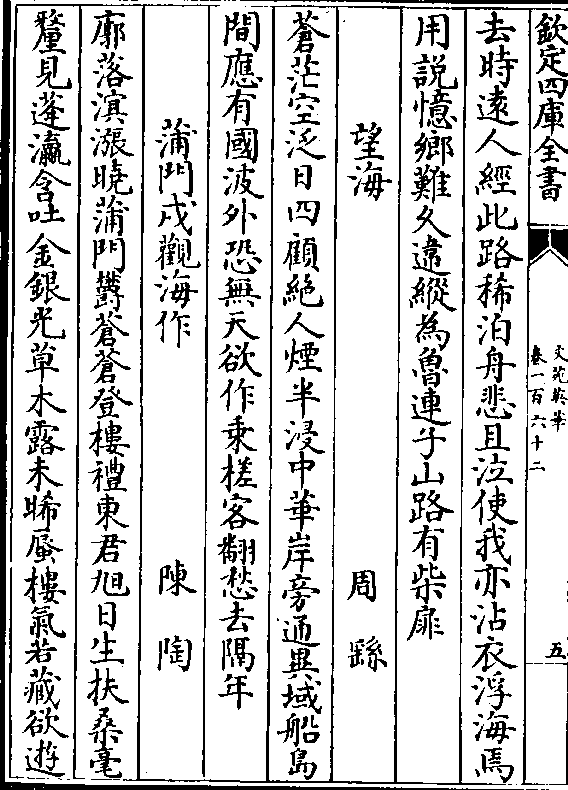 欽定四庫全書
文苑英華
卷一百六十二
五
去時遠人經此路稀泊舟悲且泣使我亦沾衣浮海焉
用説憶鄉難久違縱為魯連子山路有柴扉
望海 周繇
蒼茫空泛日四顧絶人煙半浸中華岸旁通異域船島
間應有國波外恐無天欲作乗槎客翻愁去隔年
蒲門戍觀海作 陳陶
廓落溟漲曉蒲門鬱蒼蒼登樓禮東君旭日生扶桑毫
釐見蓬瀛含吐金銀光草木露未晞蜃樓氣若藏欲遊